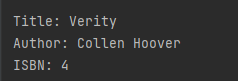 Title: Verity
Author: Collen Hoover
ISBN: 4